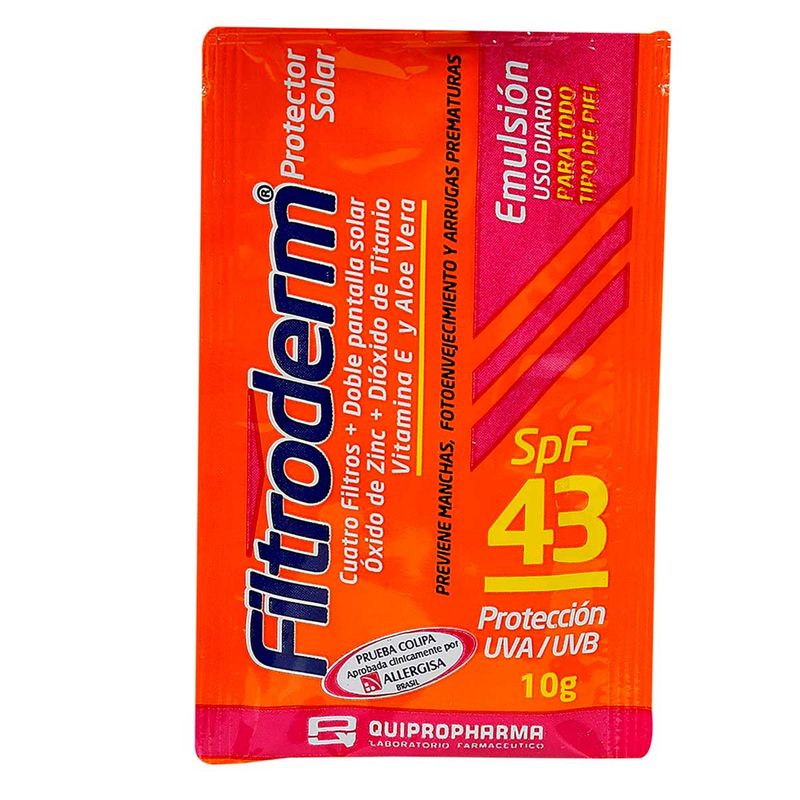 Filtroderm®
Protector
Solar
Cuatro Filtros + Doble pantalla solar
Óxido de Zinc + Dióxido de Titanio
Vitamina E y Aloe Vera
PREVIENE MANCHAS, FOTOENVEJECIMIENTO Y ARRUGAS PREMATURAS
Emulsión
USO DIARIO
PARA TODO
TIPO DE PIEL
SpF
43
Protección
UVA/UVB
10g
PRUEBA COLIPA
Aprobada clinicamente por
ALLERGISA
BRASIL
QUIPROPHARMA
LABORATORIO FARMACEUTICO